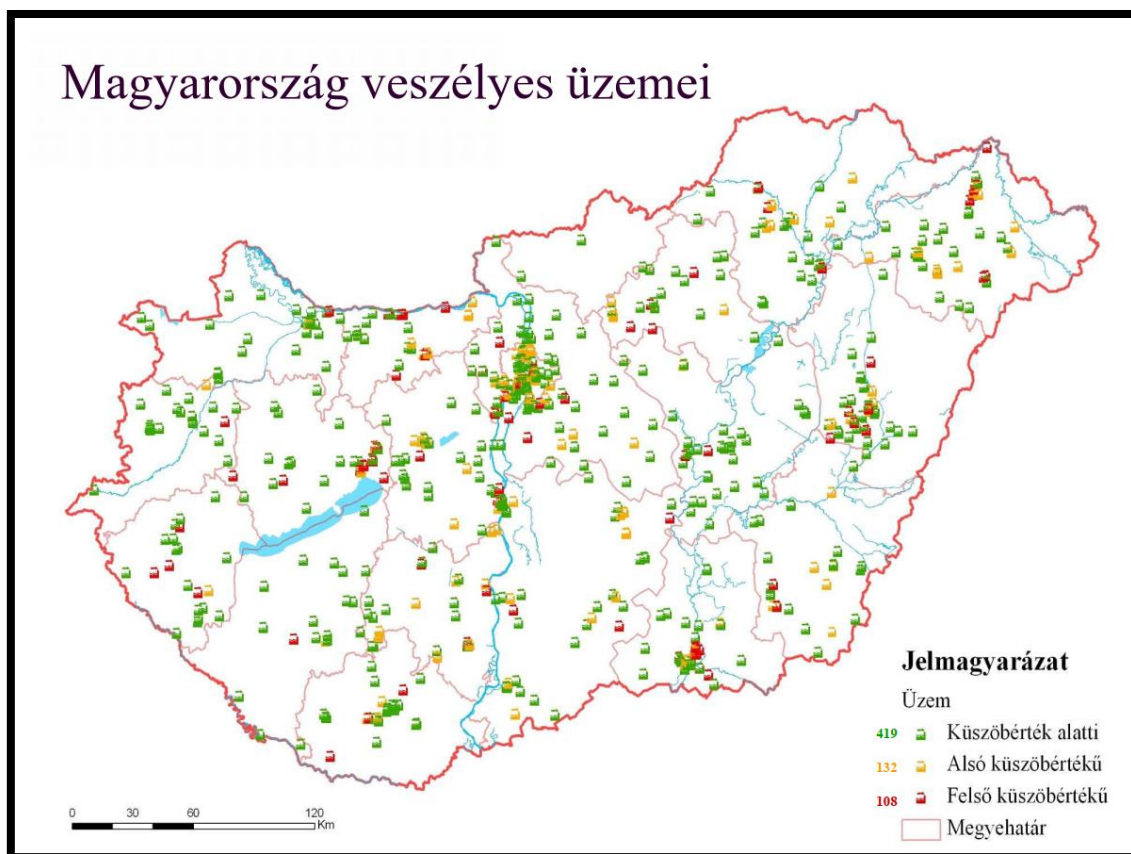 Magyarország veszélyes üzemei
Jelmagyarázat
Üzem
419 Küszöbérték alatti
132 Alsó küszöbértékű
108 Felső küszöbértékű
Megyehatár
0 30 60 120
Km